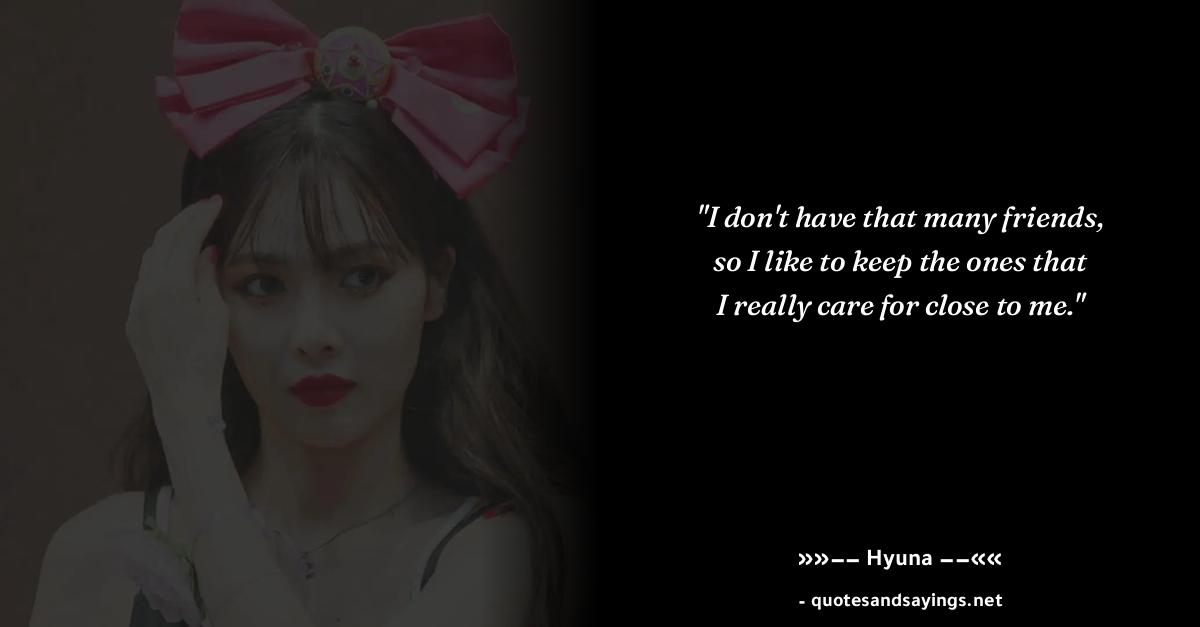 "I don't have that many friends,
so I like to keep the ones that
I really care for close to me."
»»−− Hyuna −−««
- quotesandsayings.net